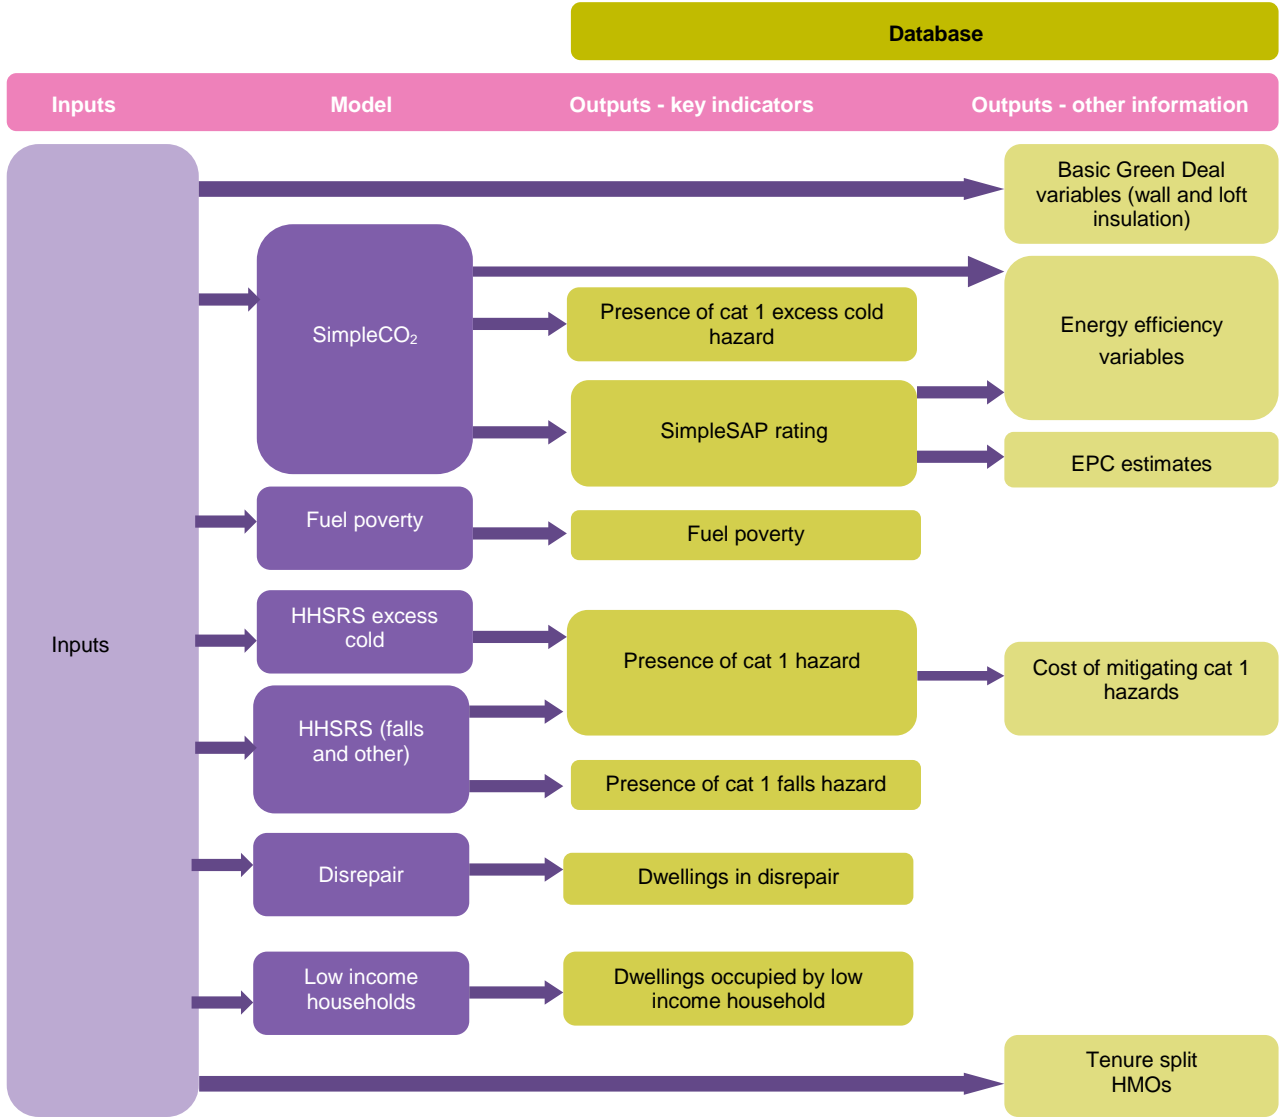 Database
Inputs
Model
Outputs - key indicators
Outputs - other information
Basic Green Deal
variables (wall and loft
insulation)
SimpleCO₂
Presence of cat 1 excess cold
hazard
Energy efficiency
variables
SimpleSAP rating
EPC estimates
Fuel poverty
Fuel poverty
Inputs
HHSRS excess
cold
Presence of cat 1 hazard
Cost of mitigating cat 1
hazards
HHSRS (falls
and other)
Presence of cat 1 falls hazard
Disrepair
Dwellings in disrepair
Low income
households
Dwellings occupied by low
income household
Tenure split
HMOs